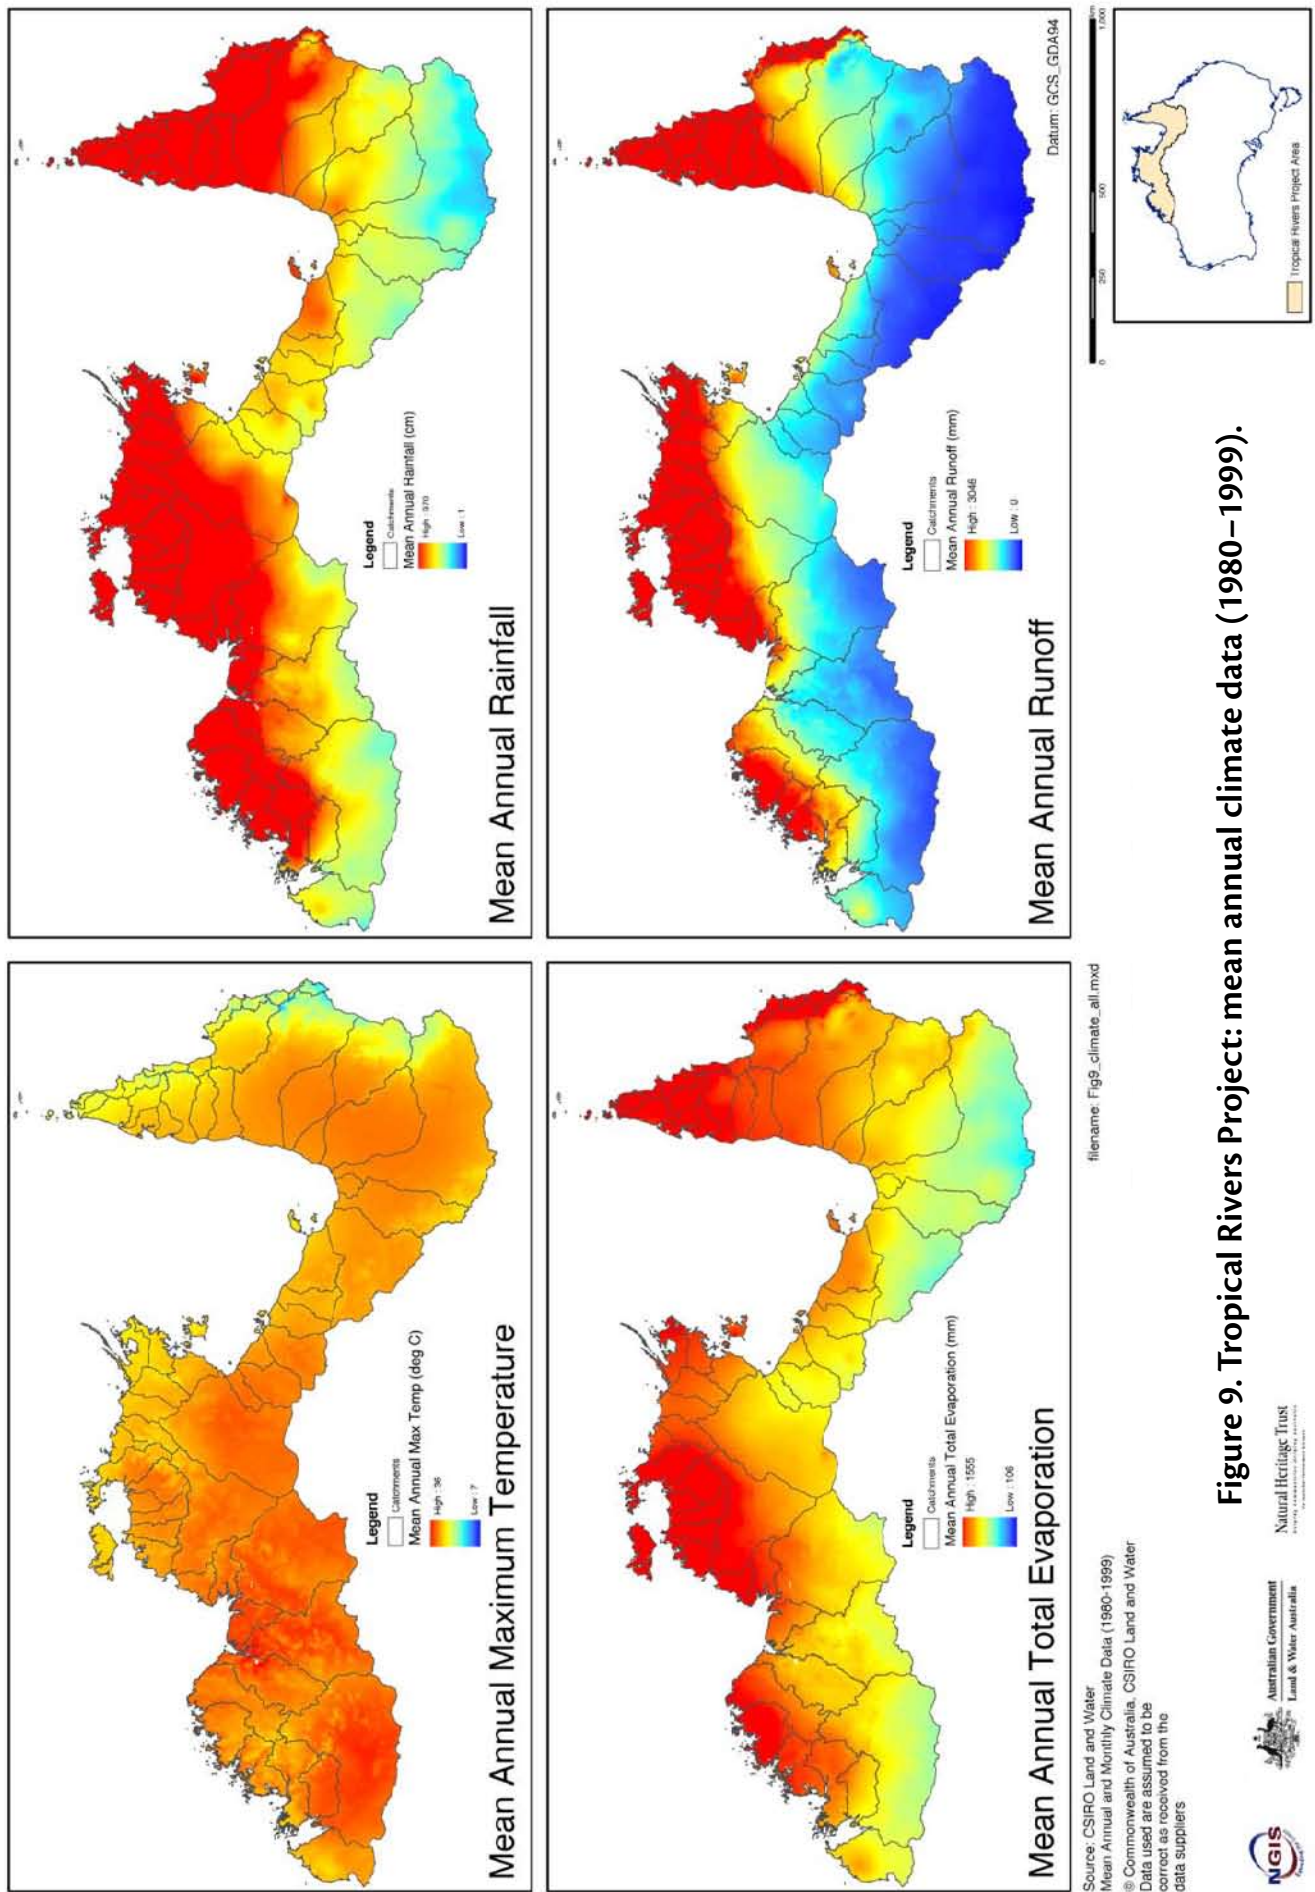 Mean Annual Maximum Temperature
Legend
Catchments
Mean Annual Max Temp (deg C)
High : 36
Low : 7
Mean Annual Rainfall
Legend
Catchments
Mean Annual Rainfall (cm)
High : 370
Low : 1
Mean Annual Total Evaporation
Legend
Catchments
Mean Annual Total Evaporation (mm)
High : 1555
Low : 106
Mean Annual Runoff
Legend
Catchments
Mean Annual Runoff (mm)
High : 3046
Low : 0
Datum: GCS_GDA94
Source: CSIRO Land and Water
Mean Annual and Monthly Climate Data (1980-1999)
© Commonwealth of Australia, CSIRO Land and Water
Data used are assumed to be
correct as received from the
data suppliers
filename: Fig9_climate_all.mxd
0 250 500 1,000
Km
Tropical Rivers Project Area
NGIS
Australian Government
Land & Water Australia
Natural Heritage Trust
Figure 9. Tropical Rivers Project: mean annual climate data (1980–1999).